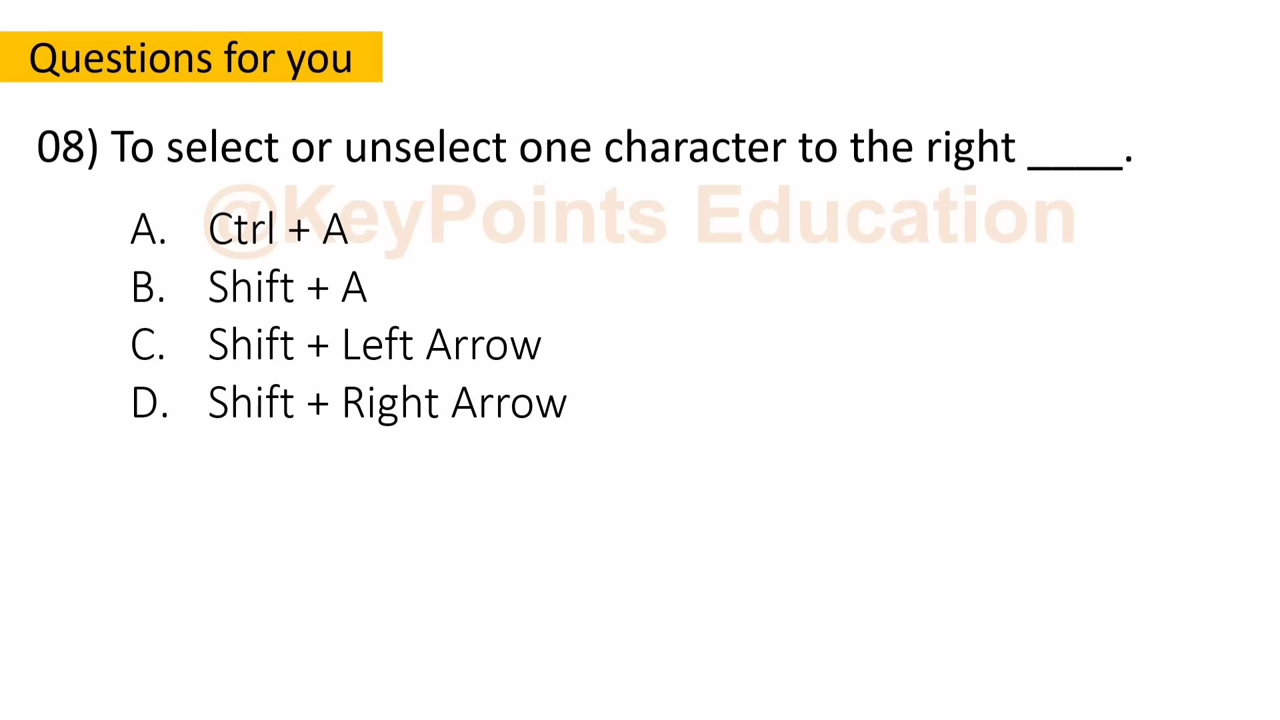 Questions for you
08) To select or unselect one character to the right ____.
@KeyPoints Education
A. Ctrl + A
B. Shift + A
C. Shift + Left Arrow
D. Shift + Right Arrow